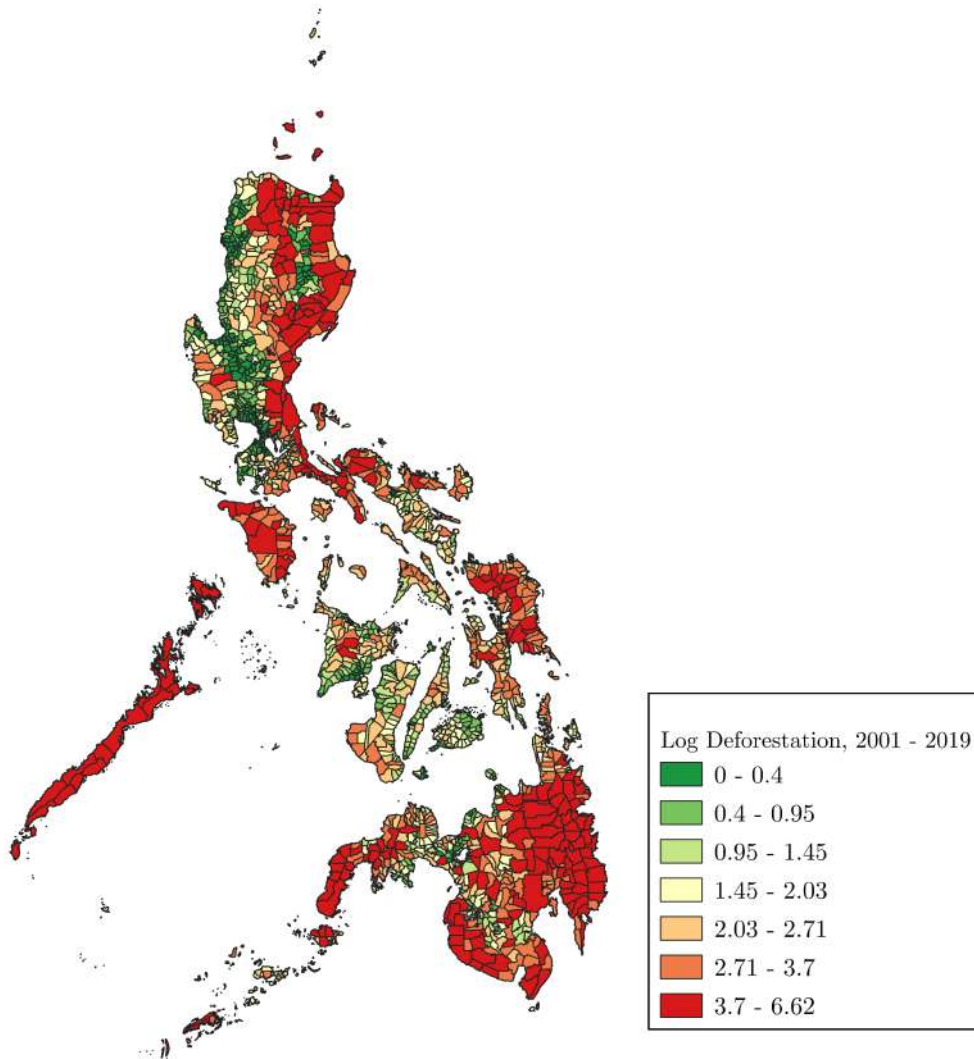 Log Deforestation, 2001 - 2019
0 - 0.4
0.4 - 0.95
0.95 - 1.45
1.45 - 2.03
2.03 - 2.71
2.71 - 3.7
3.7 - 6.62